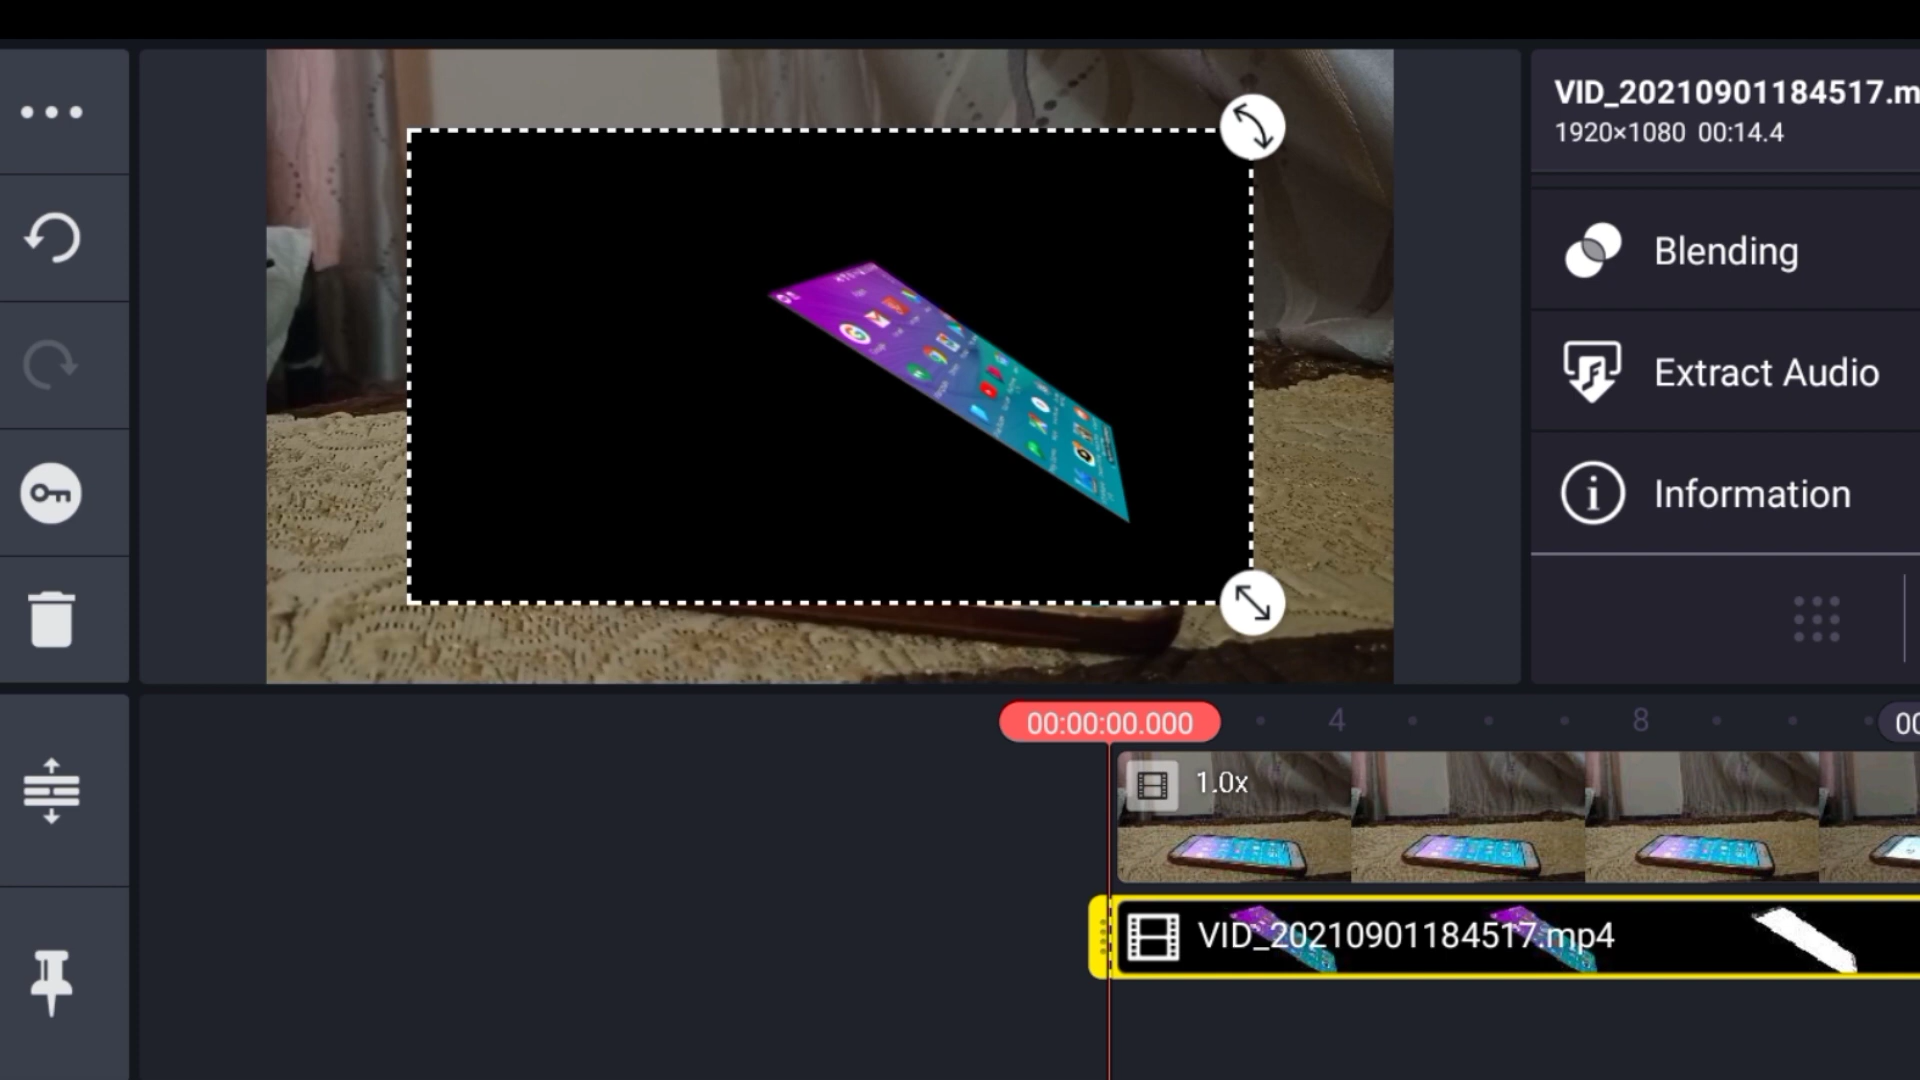 VID_20210901184517.m
1920×1080 00:14.4
Blending
Extract Audio
Information
00:00:00.000
4
8
00
1.0x
VID_20210901184517.mp4